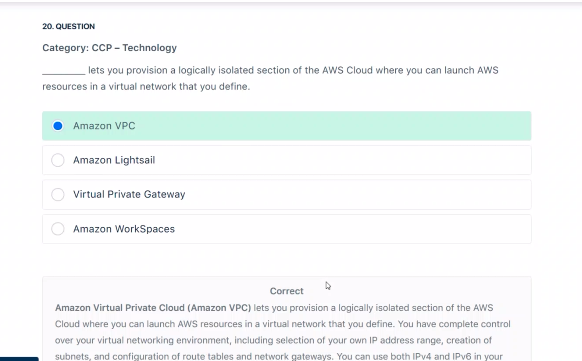 20. QUESTION
Category: CCP – Technology
_________ lets you provision a logically isolated section of the AWS Cloud where you can launch AWS
resources in a virtual network that you define.
Amazon VPC
Amazon Lightsail
Virtual Private Gateway
Amazon WorkSpaces
Correct
Amazon Virtual Private Cloud (Amazon VPC) lets you provision a logically isolated section of the AWS
Cloud where you can launch AWS resources in a virtual network that you define. You have complete control
over your virtual networking environment, including selection of your own IP address range, creation of
subnets, and configuration of route tables and network gateways. You can use both IPv4 and IPv6 in your